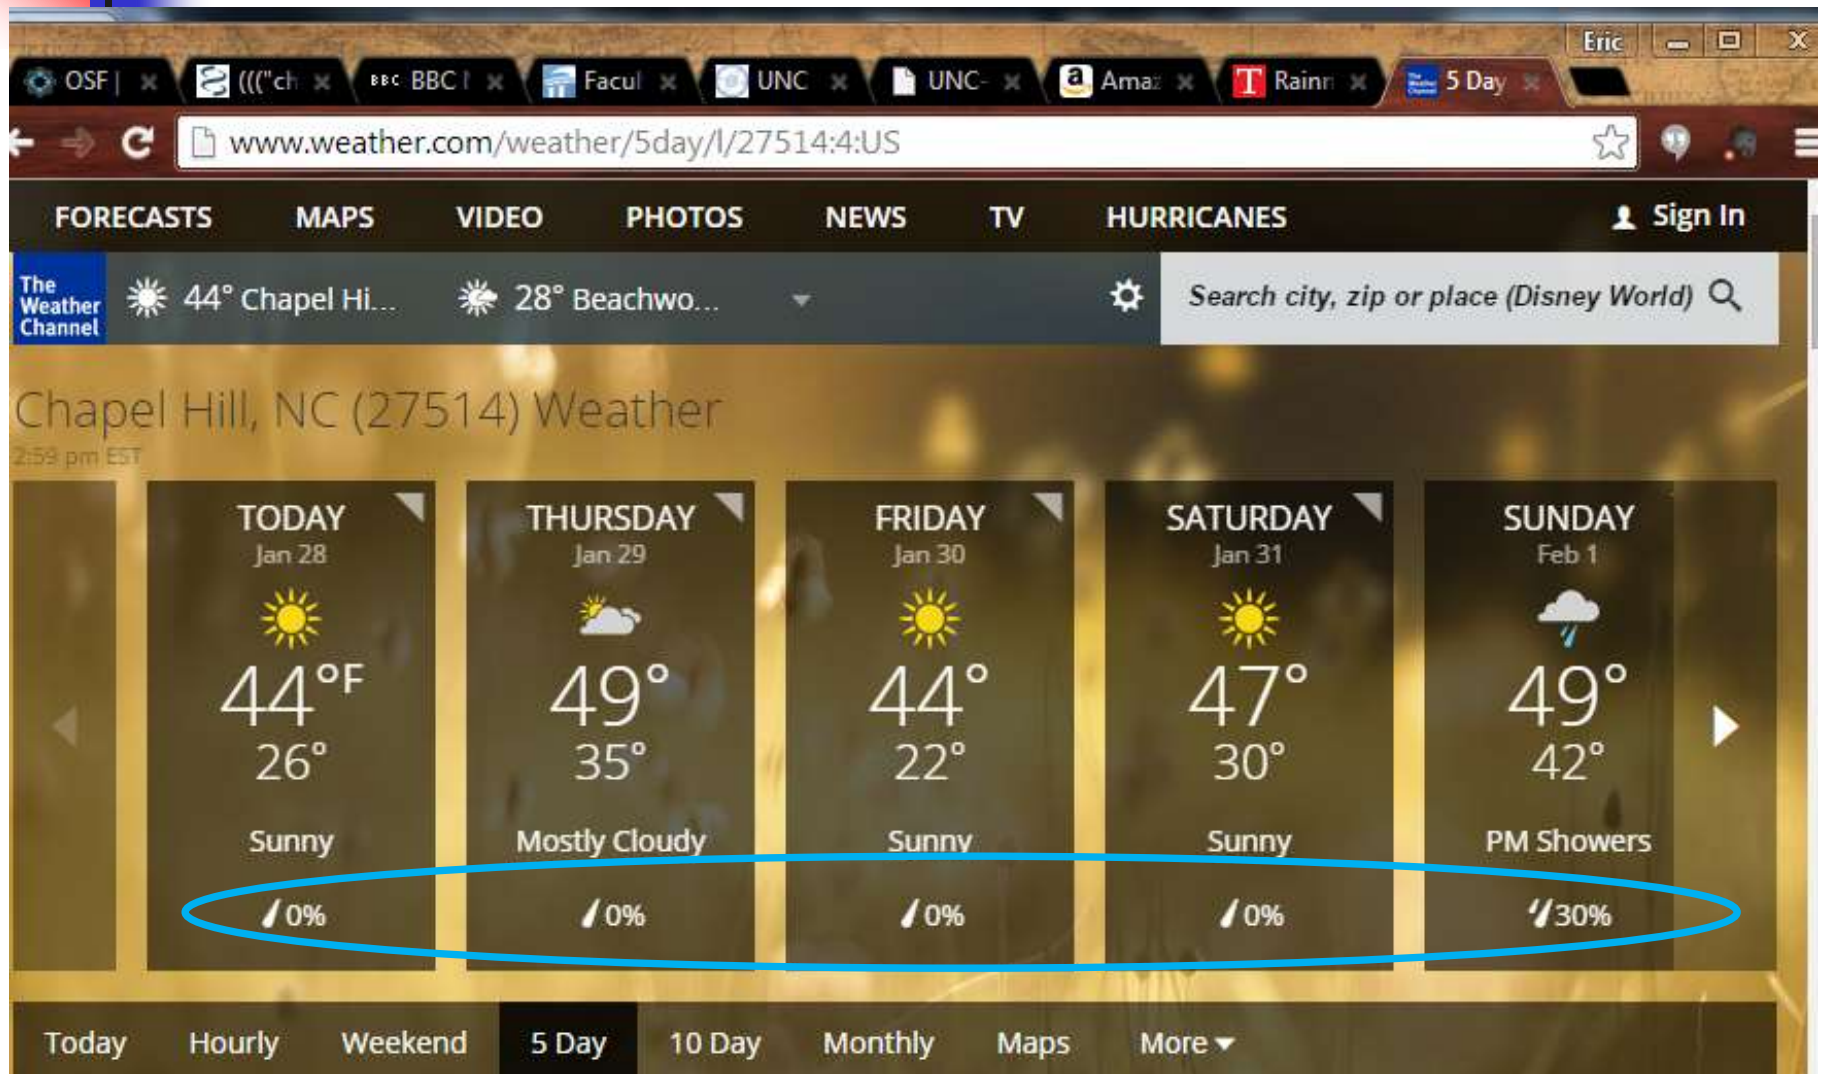 Eric
OSF |
((("ch
BBC BBC
Facul
UNC
UNC-
a Amaz
T Rainn
5 Day
www.weather.com/weather/5day/l/27514:4:US
FORECASTS MAPS VIDEO PHOTOS NEWS TV HURRICANES Sign In
The
Weather
Channel
44° Chapel Hi...
28° Beachwo...
Search city, zip or place (Disney World)
Chapel Hill, NC (27514) Weather
2:59 pm EST
TODAY
Jan 28
44°F
26°
Sunny
0%
THURSDAY
Jan 29
49°
35°
Mostly Cloudy
0%
FRIDAY
Jan 30
44°
22°
Sunny
0%
SATURDAY
Jan 31
47°
30°
Sunny
0%
SUNDAY
Feb 1
49°
42°
PM Showers
30%
Today Hourly Weekend 5 Day 10 Day Monthly Maps More